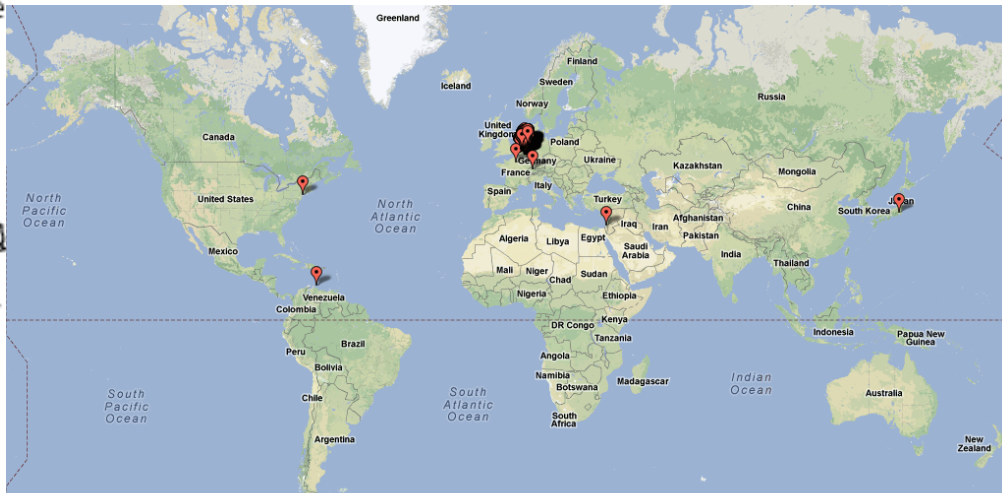 Greenland
Iceland
Finland
Sweden
Norway
Russia
United
Kingdom
Poland
Canada
Germany
Ukraine
Kazakhstan
France
Mongolia
North
Pacific
Ocean
United States
North
Atlantic
Ocean
Spain
Italy
Turkey
China
South Korea
Japan
Iraq
Iran
Afghanistan
Pakistan
Algeria
Libya
Egypt
Saudi
Arabia
India
Mexico
Thailand
Mali
Niger
Chad
Sudan
Nigeria
Ethiopia
Venezuela
Colombia
Kenya
DR Congo
Tanzania
Indonesia
Papua New
Guinea
Peru
Brazil
Bolivia
Angola
Namibia
Botswana
Madagascar
Indian
Ocean
South
Pacific
Ocean
Chile
South
Atlantic
Ocean
South
Africa
Australia
Argentina
New
Zealand